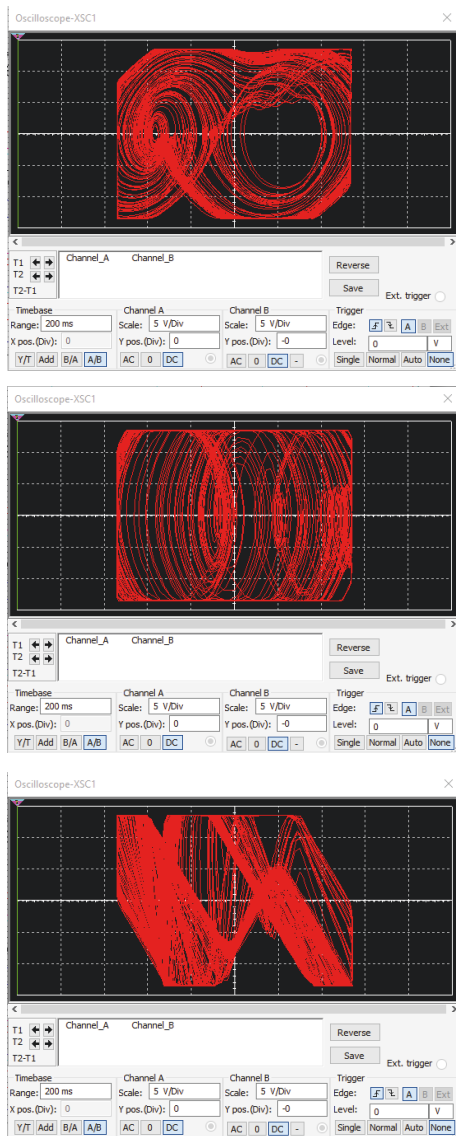 Oscilloscope-XSC1
T1 Channel_A Channel_B Reverse
T2
T2-T1 Save Ext. trigger
Timebase Channel A Channel B Trigger
Range: 200 ms Scale: 5 V/Div Scale: 5 V/Div Edge: A B Ext
X pos.(Div): 0 Y pos.(Div): 0 Y pos.(Div): -0 Level: 0 V
Y/T Add B/A A/B AC 0 DC AC 0 DC - Single Normal Auto None
Oscilloscope-XSC1
T1 Channel_A Channel_B Reverse
T2
T2-T1 Save Ext. trigger
Timebase Channel A Channel B Trigger
Range: 200 ms Scale: 5 V/Div Scale: 5 V/Div Edge: A B Ext
X pos.(Div): 0 Y pos.(Div): 0 Y pos.(Div): -0 Level: 0 V
Y/T Add B/A A/B AC 0 DC AC 0 DC - Single Normal Auto None
Oscilloscope-XSC1
T1 Channel_A Channel_B Reverse
T2
T2-T1 Save Ext. trigger
Timebase Channel A Channel B Trigger
Range: 200 ms Scale: 5 V/Div Scale: 5 V/Div Edge: A B Ext
X pos.(Div): 0 Y pos.(Div): 0 Y pos.(Div): -0 Level: 0 V
Y/T Add B/A A/B AC 0 DC AC 0 DC - Single Normal Auto None